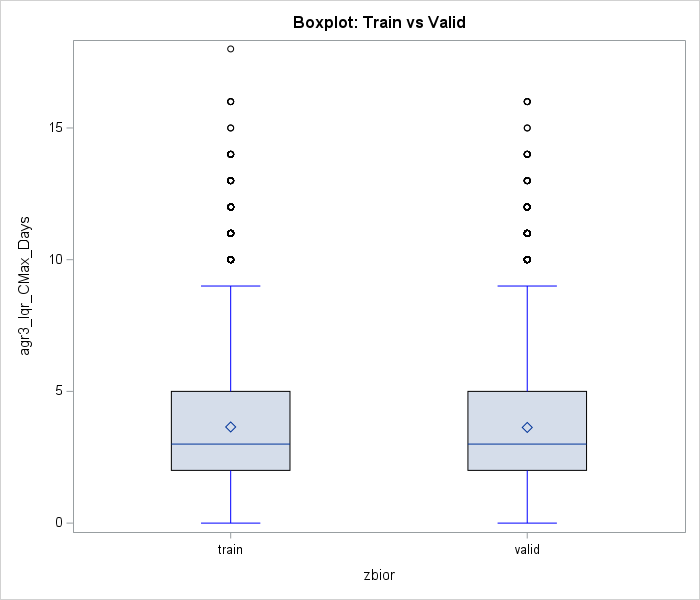 Boxplot: Train vs Valid
15
10
5
0
agr3_Iqr_CMax_Days
train
valid
zbior